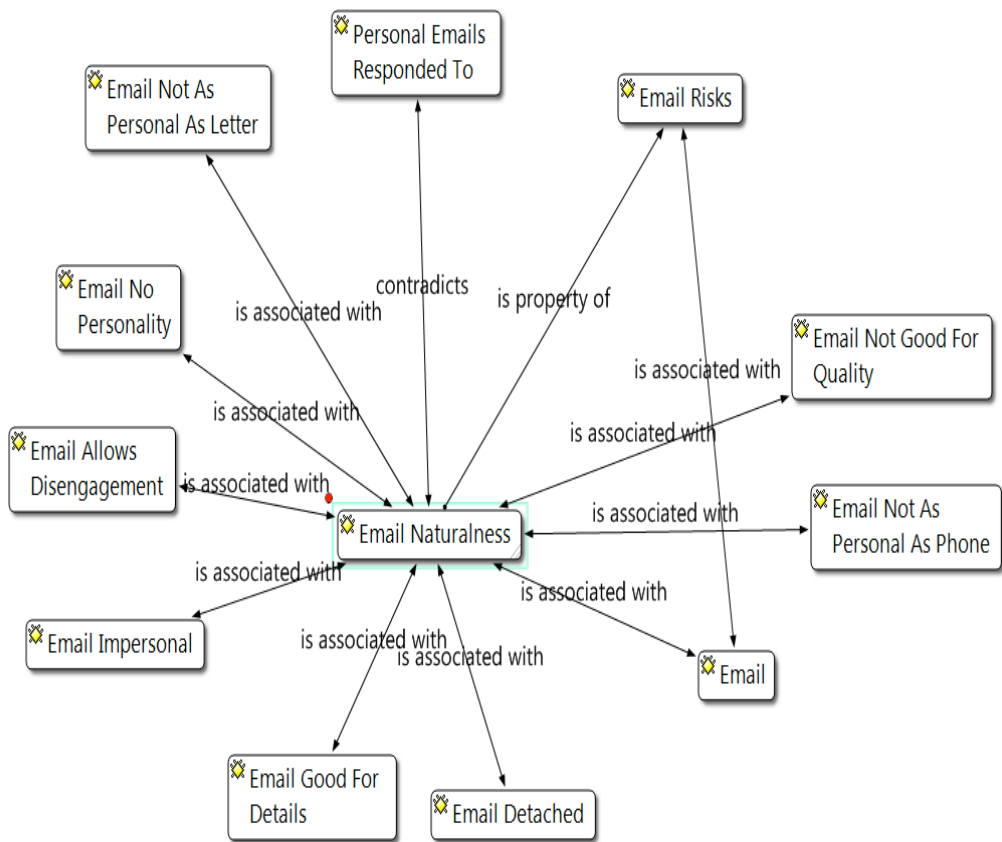 Personal Emails
Responded To
Email Not As
Personal As Letter
Email Risks
contradicts
is property of
is associated with
Email No
Personality
Email Not Good For
Quality
is associated with
is associated with
is associated with
Email Allows
Disengagement
is associated with
Email Naturalness
is associated with
Email Not As
Personal As Phone
is associated with
is associated with
Email Impersonal
is associated with
is associated with
Email
Email Good For
Details
Email Detached